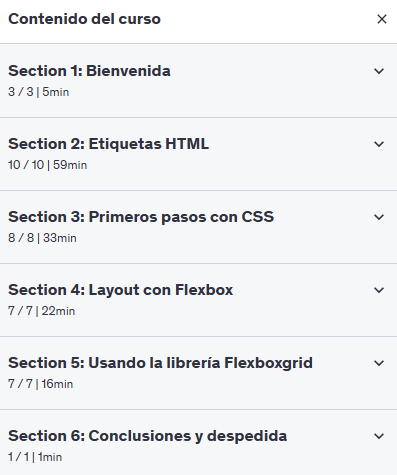 Contenido del curso
Section 1: Bienvenida
3 / 3 | 5min
Section 2: Etiquetas HTML
10 / 10 | 59min
Section 3: Primeros pasos con CSS
8 / 8 | 33min
Section 4: Layout con Flexbox
7 / 7 | 22min
Section 5: Usando la librería Flexboxgrid
7 / 7 | 16min
Section 6: Conclusiones y despedida
1 / 1 | 1min